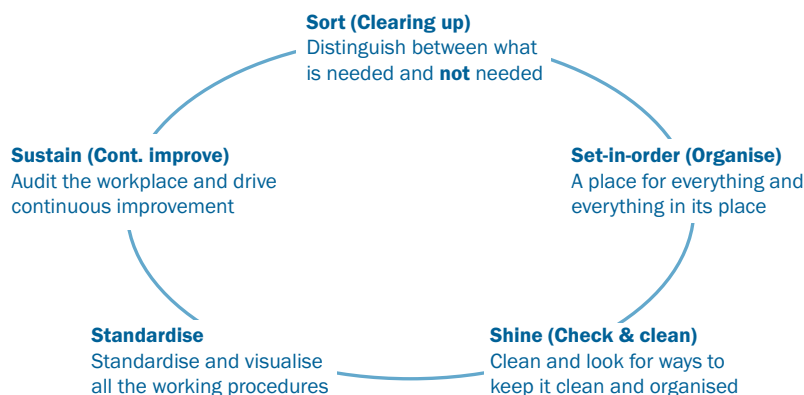 Sort (Clearing up)
Distinguish between what
is needed and not needed
Set-in-order (Organise)
A place for everything and
everything in its place
Shine (Check & clean)
Clean and look for ways to
keep it clean and organised
Standardise
Standardise and visualise
all the working procedures
Sustain (Cont. improve)
Audit the workplace and drive
continuous improvement